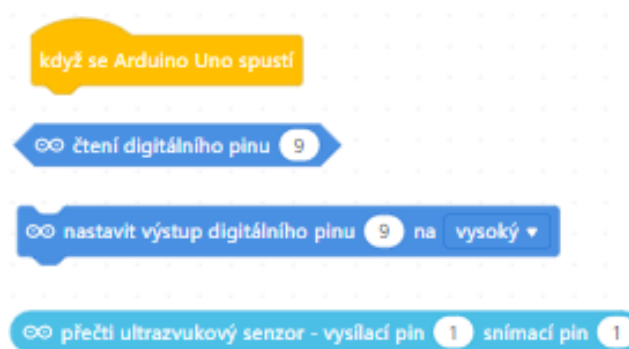 když se Arduino Uno spustí
čtení digitálního pinu 9
nastavit výstup digitálního pinu 9 na vysoký
přečti ultrazvukový senzor - vysílací pin 1 snímací pin 1